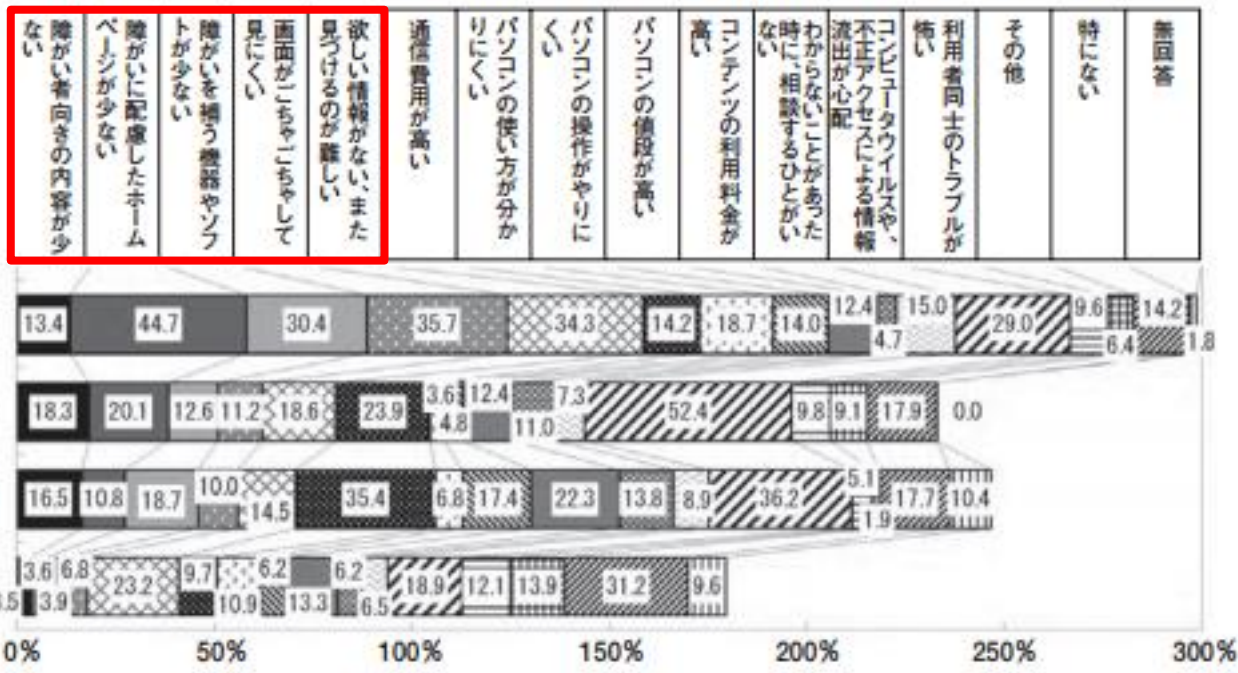 障がい者向きの内容が少
ない
障がいに配慮したホーム
ページが少ない
障がいを補う機器やソフ
トが少ない
画面がごちゃごちゃして
見にくい
欲しい情報がない、また
見つけるのが難しい
通信費用が高い
パソコンの使い方が分か
りにくい
パソコンの操作がやりに
くい
パソコンの値段が高い
コンテンツの利用料金が
高い
わからないことがあった
時に、相談するひとがい
ない
コンピュータウイルスや、
不正アクセスによる情報
流出が心配
利用者同士のトラブルが
怖い
その他
時にない
無回答
13.4 44.7 30.4 35.7 34.3 14.2 18.7 14.0 12.4 4.7 15.0 29.0 9.6 6.4 14.2 1.8
18.3 20.1 12.6 11.2 18.6 23.9 4.8 3.6 12.4 11.0 7.3 52.4 9.8 9.1 17.9 0.0
16.5 10.8 18.7 10.0 14.5 35.4 6.8 17.4 22.3 13.8 8.9 36.2 5.1 1.9 17.7 10.4
3.6 3.9 6.8 23.2 9.7 10.9 6.2 13.3 6.2 6.5 18.9 12.1 13.9 31.2 9.6
0% 50% 100% 150% 200% 250% 300%